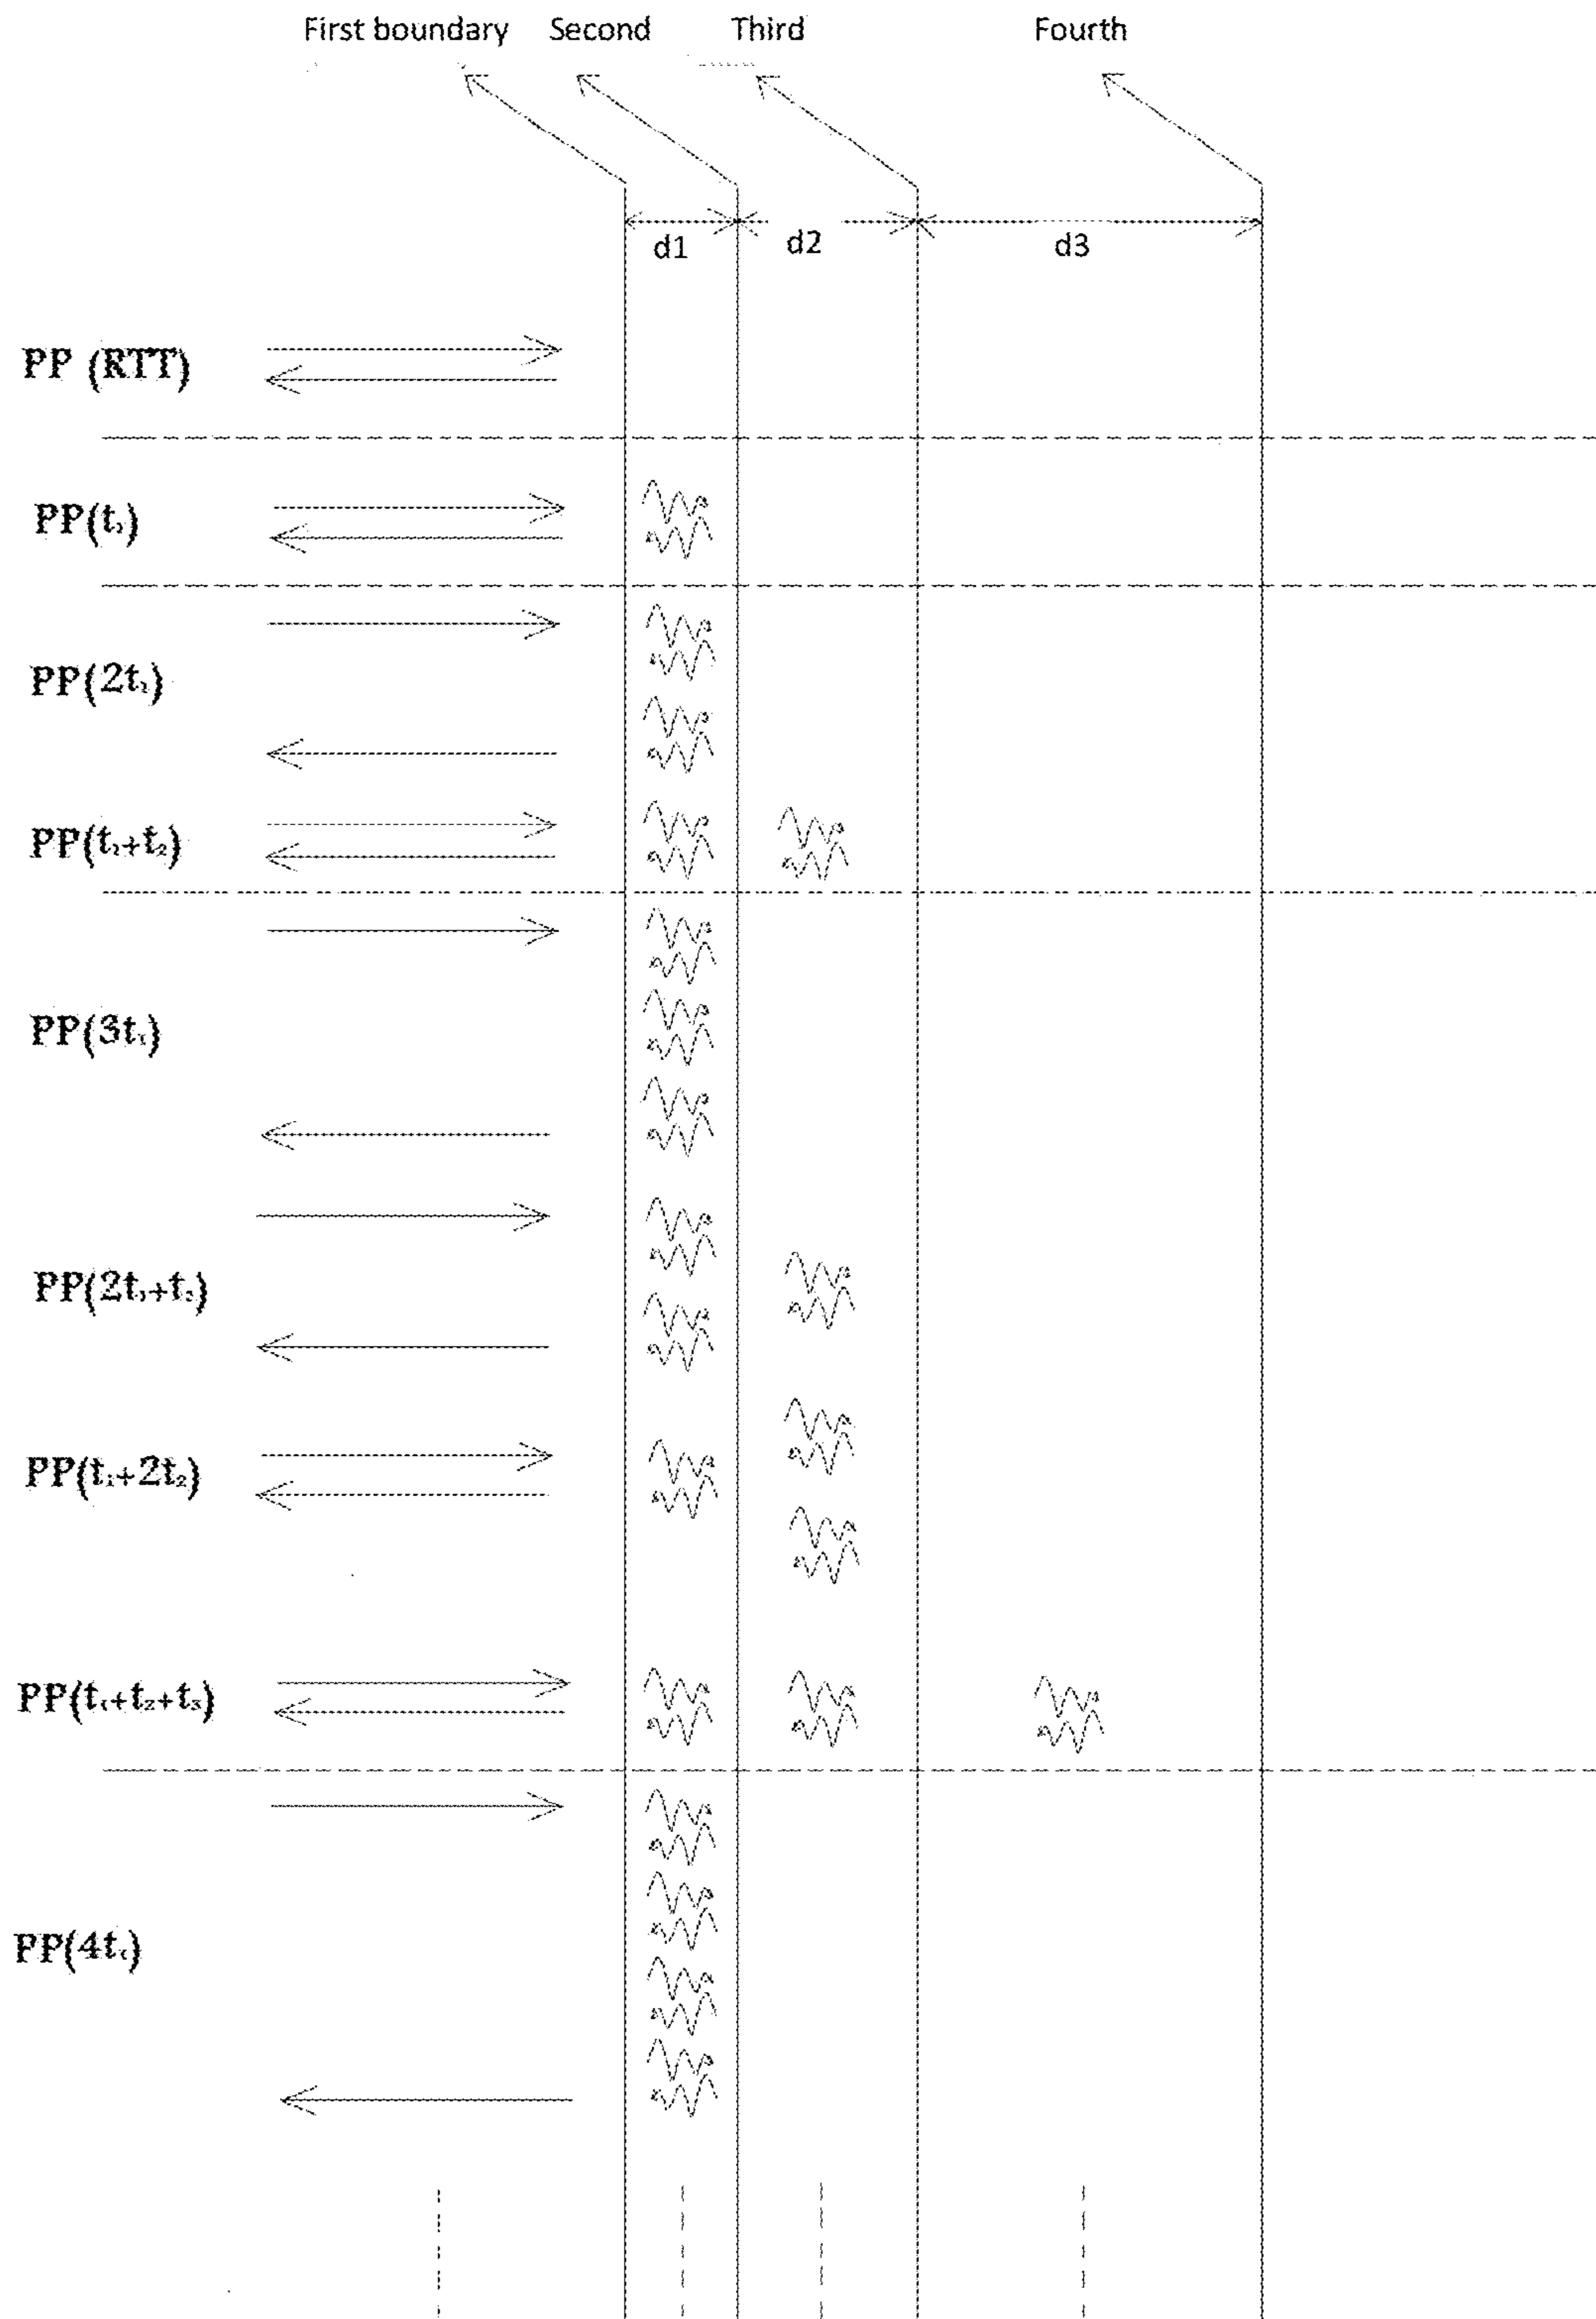 First boundary Second Third Fourth
d1 d2 d3
PP (RTT)
PP(t₁)
PP(2t₁)
PP(t₁+t₂)
PP(3t₁)
PP(2t₁+t₂)
PP(t₁+2t₂)
PP(t₁+t₂+t₃)
PP(4t₁)